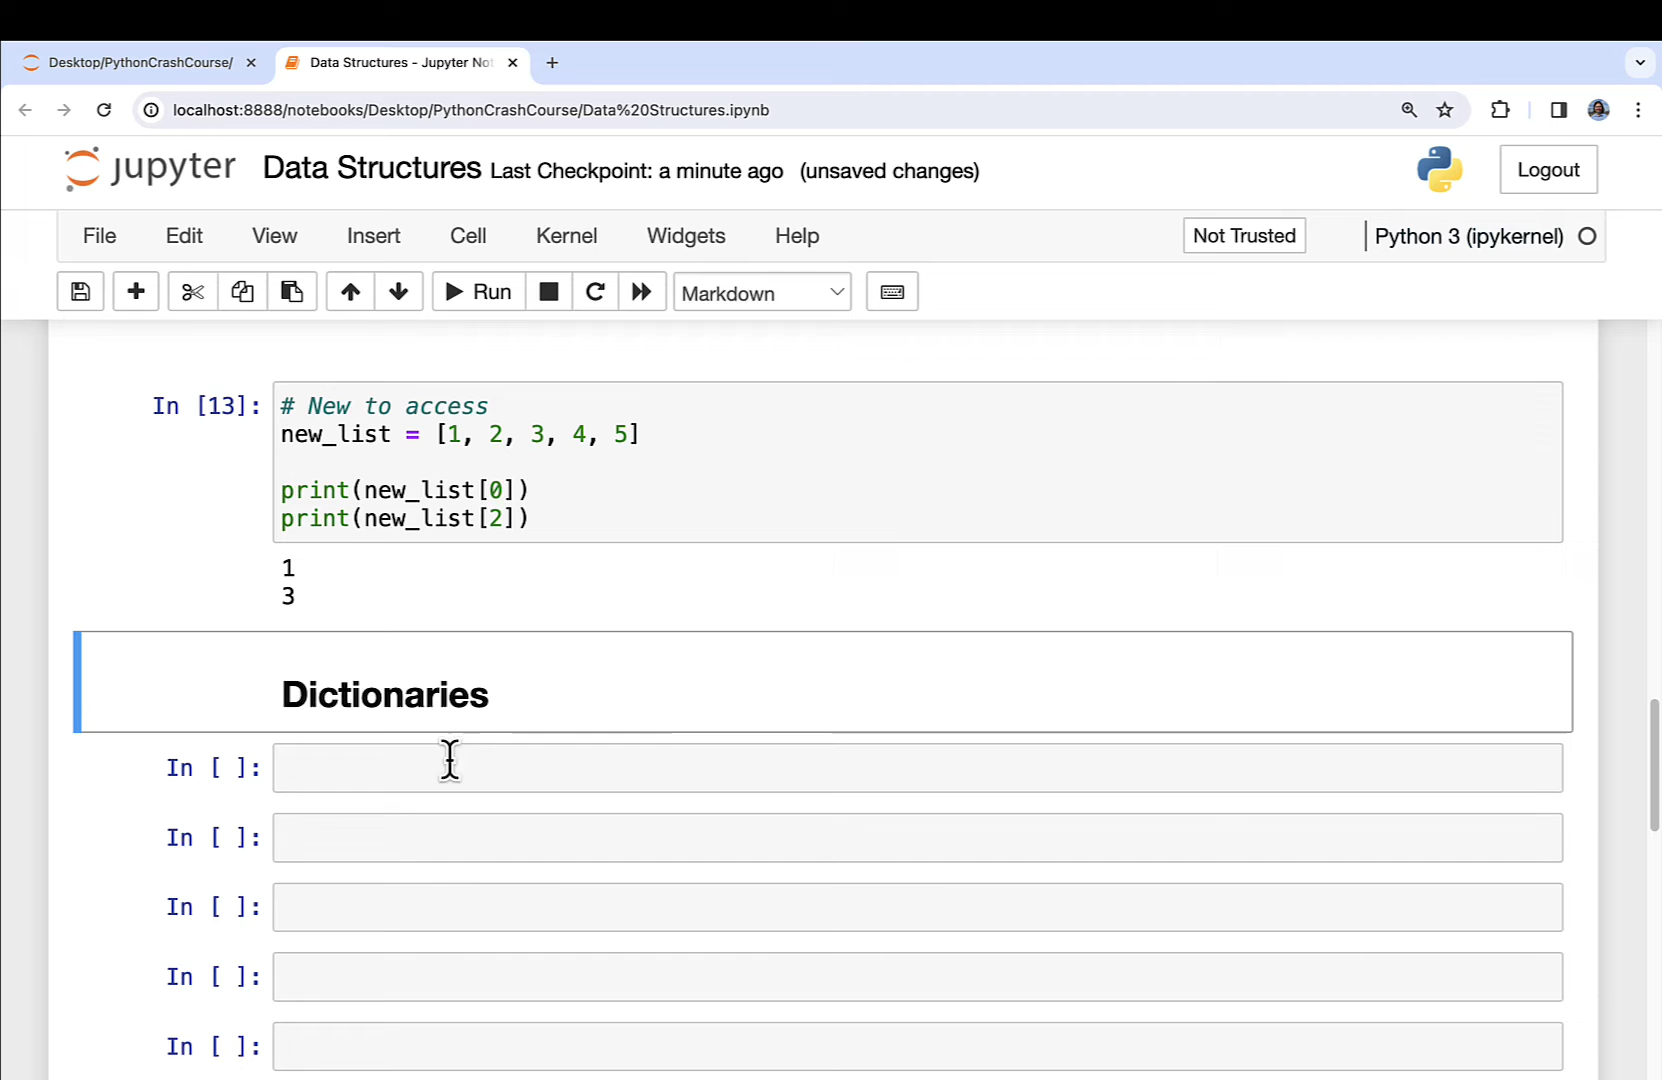 Desktop/PythonCrashCourse/
Data Structures - Jupyter Not
localhost:8888/notebooks/Desktop/PythonCrashCourse/Data%20Structures.ipynb
jupyter Data Structures Last Checkpoint: a minute ago (unsaved changes)
Logout
File Edit View Insert Cell Kernel Widgets Help Not Trusted Python 3 (ipykernel)
Run Markdown
In [13]: # New to access
new_list = [1, 2, 3, 4, 5]
print(new_list[0])
print(new_list[2])
1
3
Dictionaries
In [ ]:
In [ ]:
In [ ]:
In [ ]:
In [ ]: